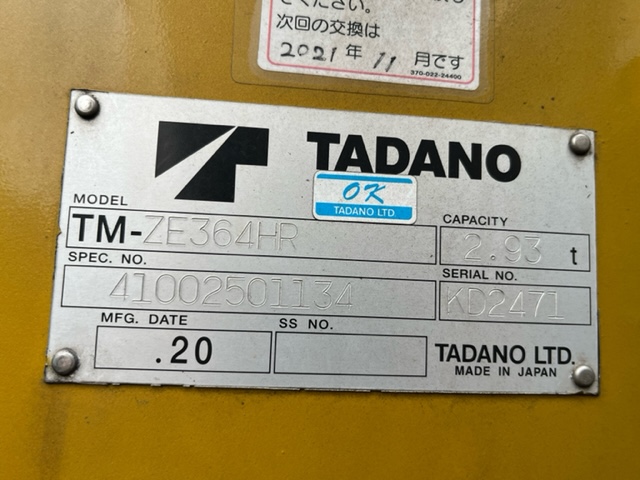 ください。
次回の交換は
2021年 11 月です
370-022-24400
TADANO
OK
TADANO LTD.
MODEL
TM-ZE364HR
CAPACITY
2.93 t
SPEC. NO.
41002501134
SERIAL NO.
KD2471
MFG. DATE
.20
SS NO.
TADANO LTD.
MADE IN JAPAN